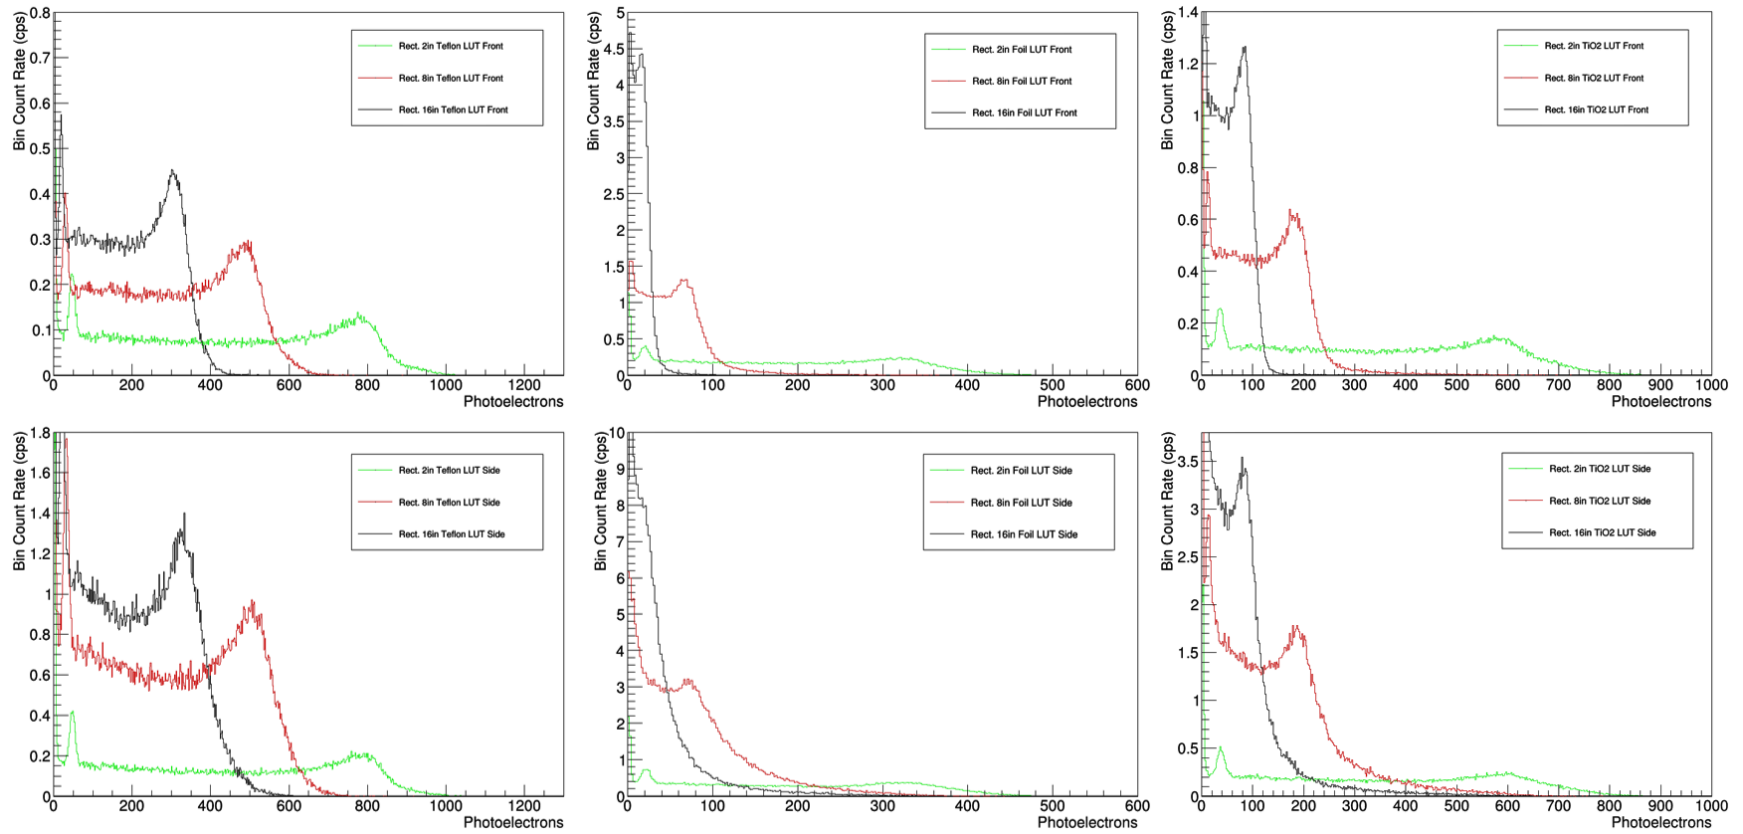 Bin Count Rate (cps)
0.8
0.7
0.6
0.5
0.4
0.3
0.2
0.1
0
Rect. 2in Teflon LUT Front
Rect. 8in Teflon LUT Front
Rect. 16in Teflon LUT Front
0 200 400 600 800 1000 1200
Photoelectrons
Bin Count Rate (cps)
5
4.5
4
3.5
3
2.5
2
1.5
1
0.5
0
Rect. 2in Foil LUT Front
Rect. 8in Foil LUT Front
Rect. 16in Foil LUT Front
0 100 200 300 400 500 600
Photoelectrons
Bin Count Rate (cps)
1.4
1.2
1
0.8
0.6
0.4
0.2
0
Rect. 2in TiO2 LUT Front
Rect. 8in TiO2 LUT Front
Rect. 16in TiO2 LUT Front
0 100 200 300 400 500 600 700 800 900 1000
Photoelectrons
Bin Count Rate (cps)
1.8
1.6
1.4
1.2
1
0.8
0.6
0.4
0.2
0
Rect. 2in Teflon LUT Side
Rect. 8in Teflon LUT Side
Rect. 16in Teflon LUT Side
0 200 400 600 800 1000 1200
Photoelectrons
Bin Count Rate (cps)
10
9
8
7
6
5
4
3
2
1
0
Rect. 2in Foil LUT Side
Rect. 8in Foil LUT Side
Rect. 16in Foil LUT Side
0 100 200 300 400 500 600
Photoelectrons
Bin Count Rate (cps)
3.5
3
2.5
2
1.5
1
0.5
0
Rect. 2in TiO2 LUT Side
Rect. 8in TiO2 LUT Side
Rect. 16in TiO2 LUT Side
0 100 200 300 400 500 600 700 800 900 1000
Photoelectrons